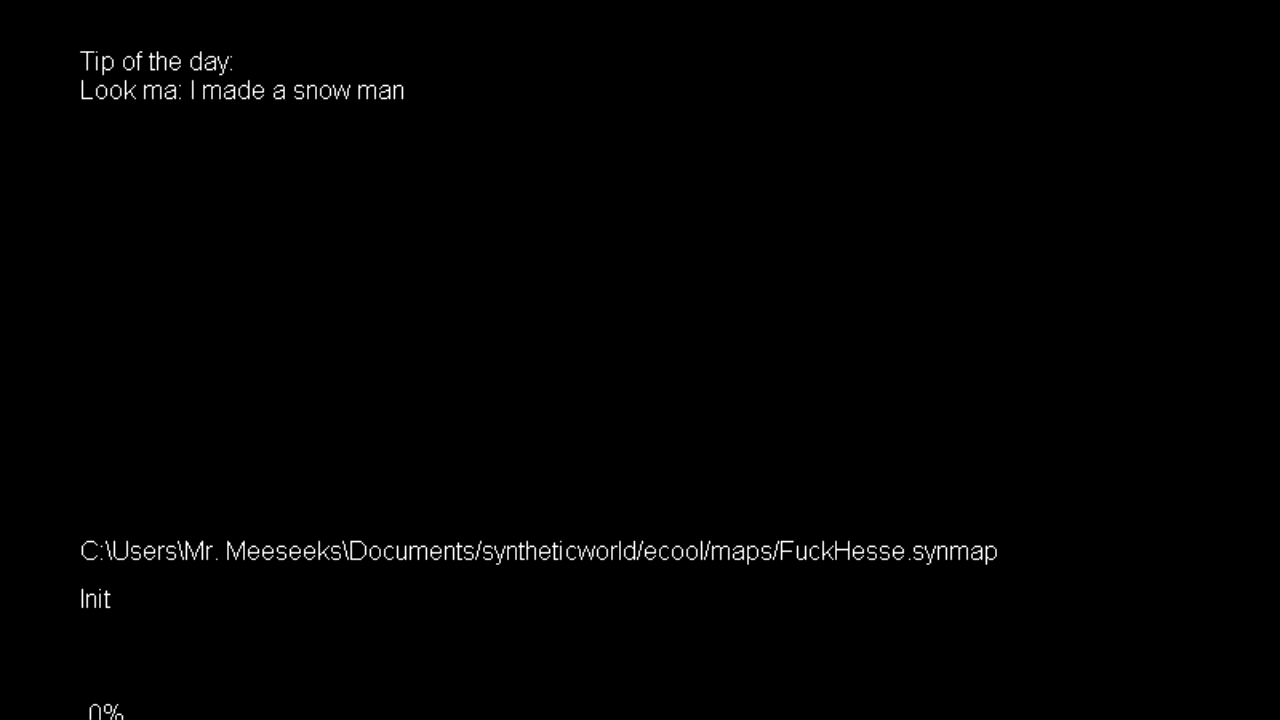 Tip of the day:
Look ma: I made a snow man
C:\Users\Mr. Meeseeks\Documents/syntheticworld/ecool/maps/FuckHesse.synmap
Init
0%